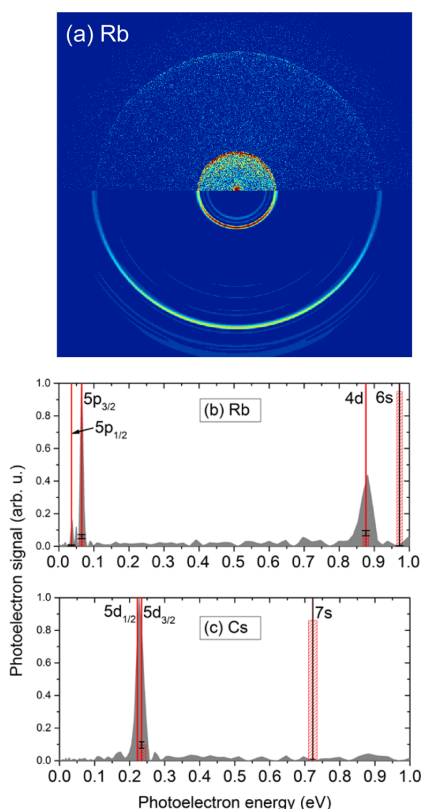 (a) Rb
Photoelectron signal (arb. u.)
1.0
0.8
0.6
0.4
0.2
0.0
5p3/2
5p1/2
(b) Rb
4d
6s
0.0 0.1 0.2 0.3 0.4 0.5 0.6 0.7 0.8 0.9 1.0
1.0
0.8
0.6
0.4
0.2
0.0
5d1/2
5d3/2
(c) Cs
7s
0.0 0.1 0.2 0.3 0.4 0.5 0.6 0.7 0.8 0.9 1.0
Photoelectron energy (eV)